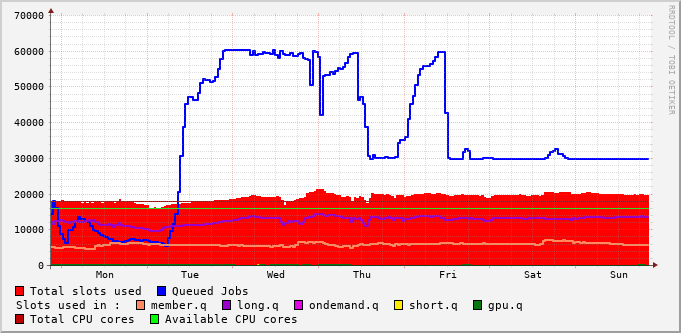 70000
60000
50000
40000
30000
20000
10000
0
Mon Tue Wed Thu Fri Sat Sun
Total slots used Queued Jobs
Slots used in : member.q long.q ondemand.q short.q gpu.q
Total CPU cores Available CPU cores
RRDTOOL / TOBI OETIKER